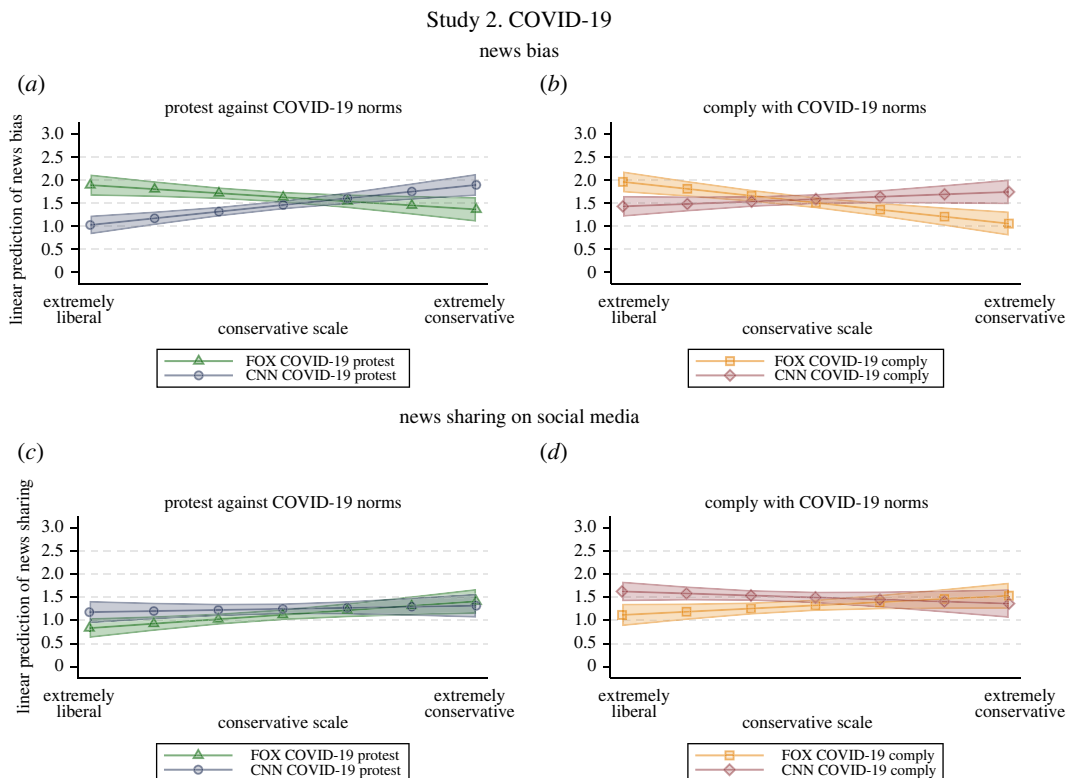 Study 2. COVID-19
news bias
(a)
protest against COVID-19 norms
linear prediction of news bias
3.0
2.5
2.0
1.5
1.0
0.5
0
extremely liberal
extremely conservative
conservative scale
FOX COVID-19 protest
CNN COVID-19 protest
(b)
comply with COVID-19 norms
3.0
2.5
2.0
1.5
1.0
0.5
0
extremely liberal
extremely conservative
conservative scale
FOX COVID-19 comply
CNN COVID-19 comply
news sharing on social media
(c)
protest against COVID-19 norms
linear prediction of news sharing
3.0
2.5
2.0
1.5
1.0
0.5
0
extremely liberal
extremely conservative
conservative scale
FOX COVID-19 protest
CNN COVID-19 protest
(d)
comply with COVID-19 norms
3.0
2.5
2.0
1.5
1.0
0.5
0
extremely liberal
extremely conservative
conservative scale
FOX COVID-19 comply
CNN COVID-19 comply